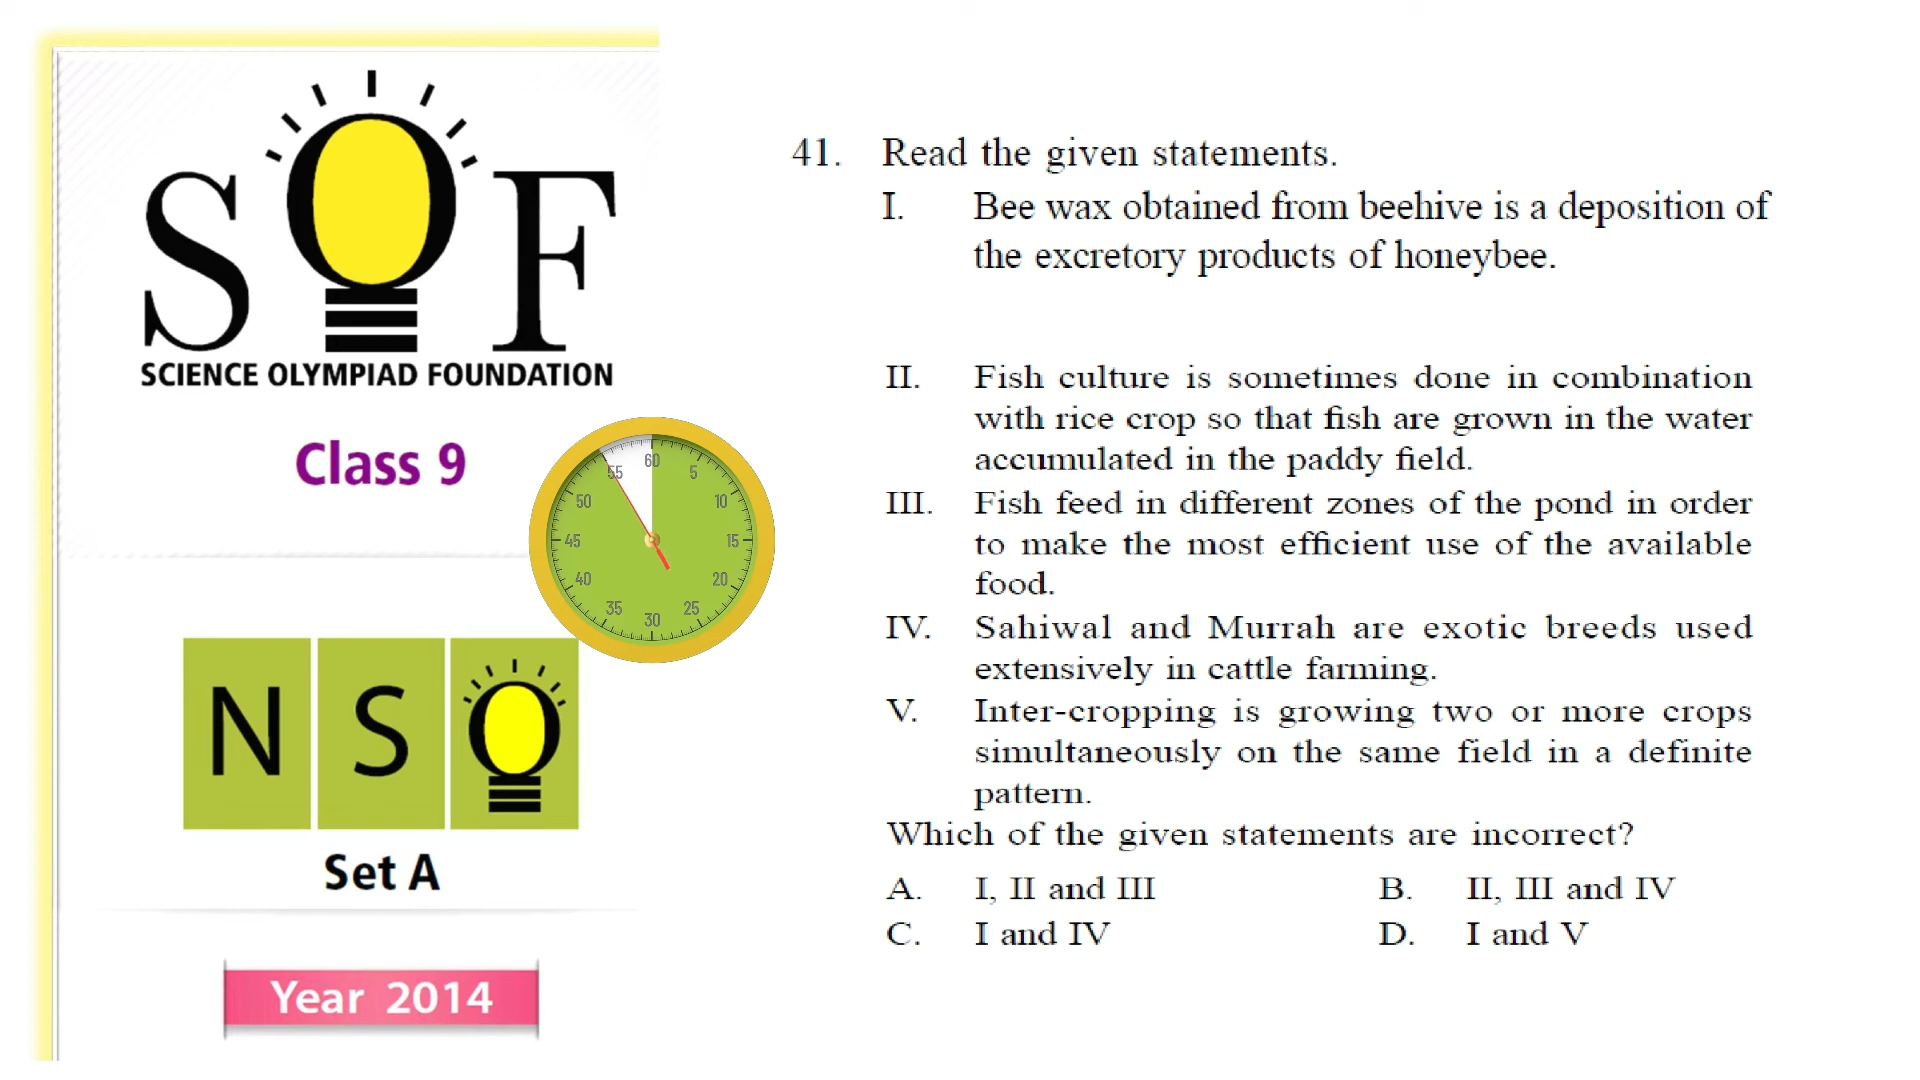 SOF
SCIENCE OLYMPIAD FOUNDATION
Class 9
60
5
10
15
20
25
30
35
40
45
50
55
NSO
Set A
Year 2014
41. Read the given statements.
I. Bee wax obtained from beehive is a deposition of
the excretory products of honeybee.
II. Fish culture is sometimes done in combination
with rice crop so that fish are grown in the water
accumulated in the paddy field.
III. Fish feed in different zones of the pond in order
to make the most efficient use of the available
food.
IV. Sahiwal and Murrah are exotic breeds used
extensively in cattle farming.
V. Inter-cropping is growing two or more crops
simultaneously on the same field in a definite
pattern.
Which of the given statements are incorrect?
A. I, II and III B. II, III and IV
C. I and IV D. I and V